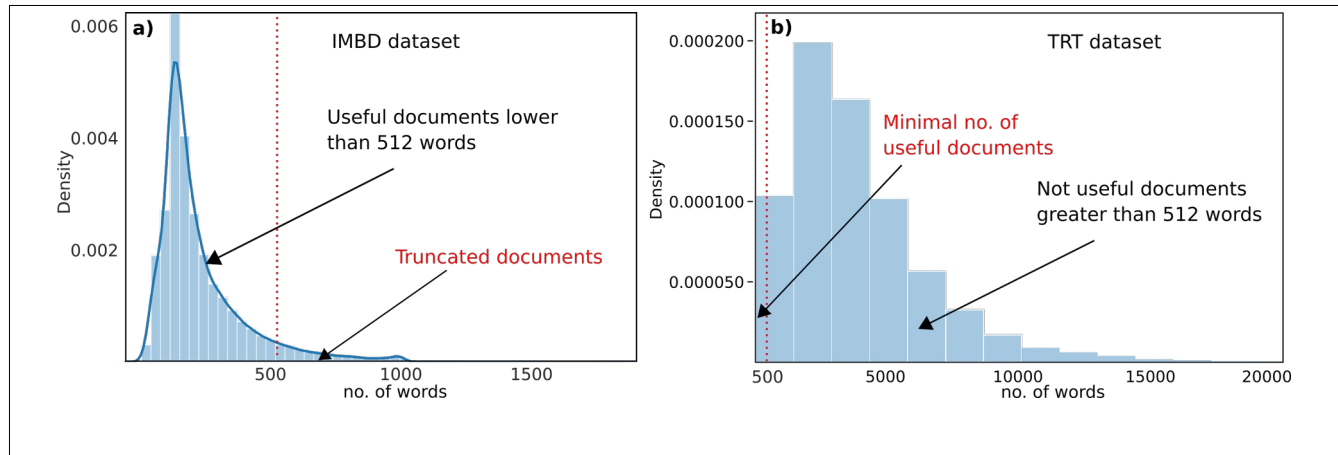 a)
IMBD dataset
0.006
0.004
0.002
Density
Useful documents lower
than 512 words
Truncated documents
500
1000
1500
no. of words
b)
TRT dataset
0.000200
0.000150
0.000100
0.000050
Density
Minimal no. of
useful documents
Not useful documents
greater than 512 words
500
5000
10000
15000
20000
no. of words